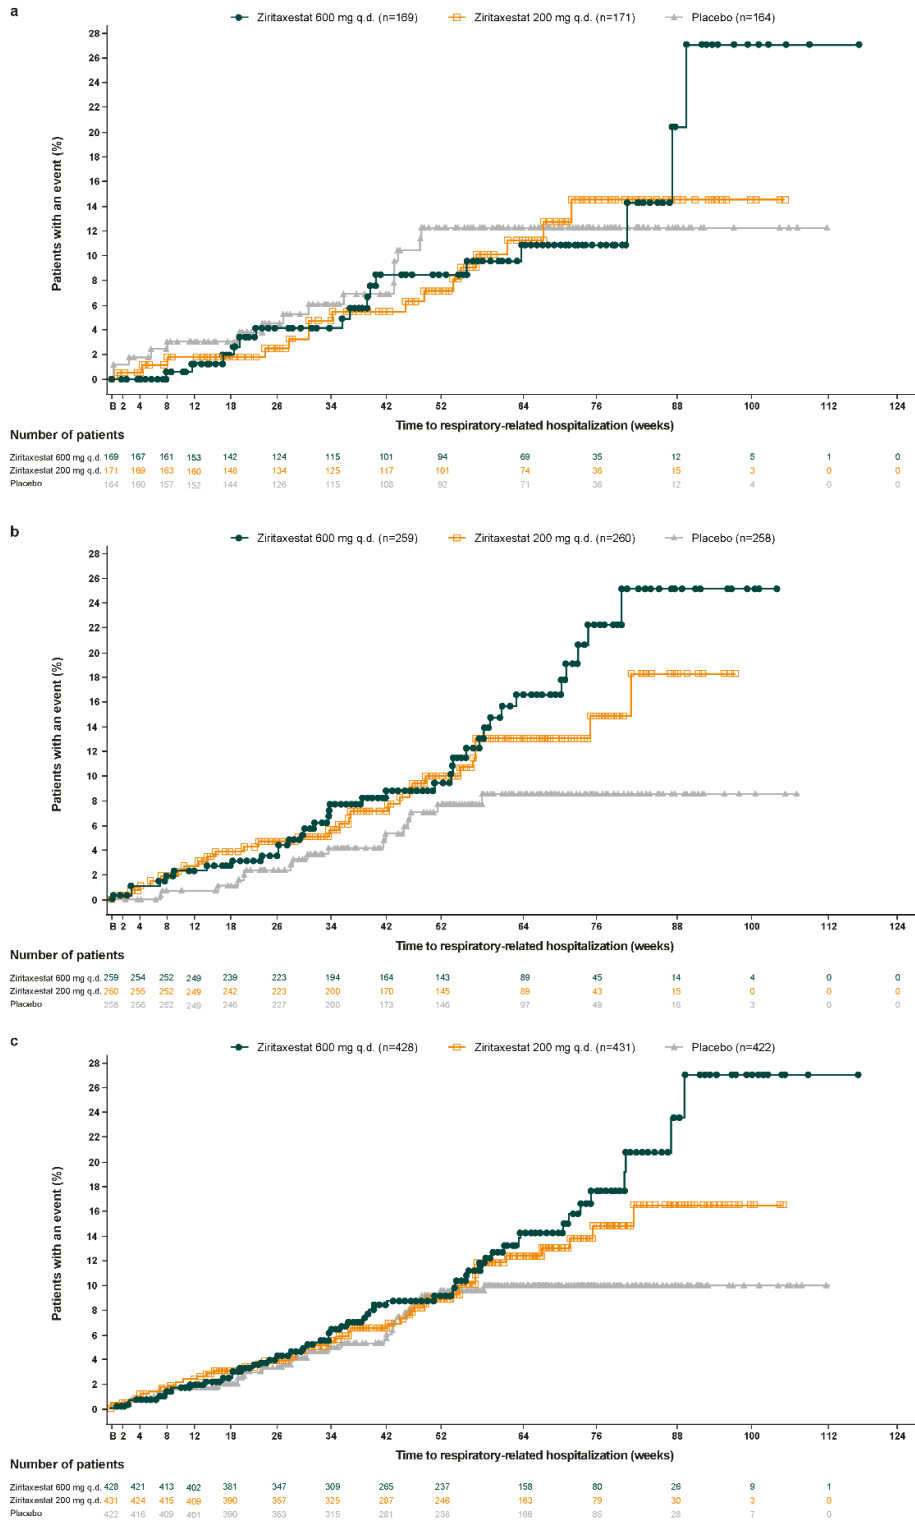 a
Ziritaxestat 600 mg q.d. (n=169) Ziritaxestat 200 mg q.d. (n=171) Placebo (n=164)
28
26
24
22
20
18
16
14
12
10
8
6
4
2
0
Patients with an event (%)
B 2 4 8 12 18 26 34 42 52 64 76 88 100 112 124
Time to respiratory-related hospitalization (weeks)
Number of patients
Ziritaxestat 600 mg q.d. 169 167 161 153 142 124 115 101 94 69 35 12 5 1 0
Ziritaxestat 200 mg q.d. 171 169 163 160 148 134 125 117 101 74 36 15 3 0 0
Placebo 164 160 157 152 144 126 115 108 92 71 36 12 4 0 0
b
Ziritaxestat 600 mg q.d. (n=259) Ziritaxestat 200 mg q.d. (n=260) Placebo (n=258)
28
26
24
22
20
18
16
14
12
10
8
6
4
2
0
Patients with an event (%)
B 2 4 8 12 18 26 34 42 52 64 76 88 100 112 124
Time to respiratory-related hospitalization (weeks)
Number of patients
Ziritaxestat 600 mg q.d. 259 254 252 249 239 223 194 164 143 89 45 14 4 0 0
Ziritaxestat 200 mg q.d. 260 255 252 249 242 223 200 170 145 89 43 15 0 0 0
Placebo 258 256 252 249 246 227 200 173 146 97 49 16 3 0 0
c
Ziritaxestat 600 mg q.d. (n=428) Ziritaxestat 200 mg q.d. (n=431) Placebo (n=422)
28
26
24
22
20
18
16
14
12
10
8
6
4
2
0
Patients with an event (%)
B 2 4 8 12 18 26 34 42 52 64 76 88 100 112 124
Time to respiratory-related hospitalization (weeks)
Number of patients
Ziritaxestat 600 mg q.d. 428 421 413 402 381 347 309 265 237 158 80 26 9 1
Ziritaxestat 200 mg q.d. 431 424 415 409 390 357 325 287 246 163 79 30 3 0
Placebo 422 416 409 401 390 353 315 281 238 168 85 28 7 0